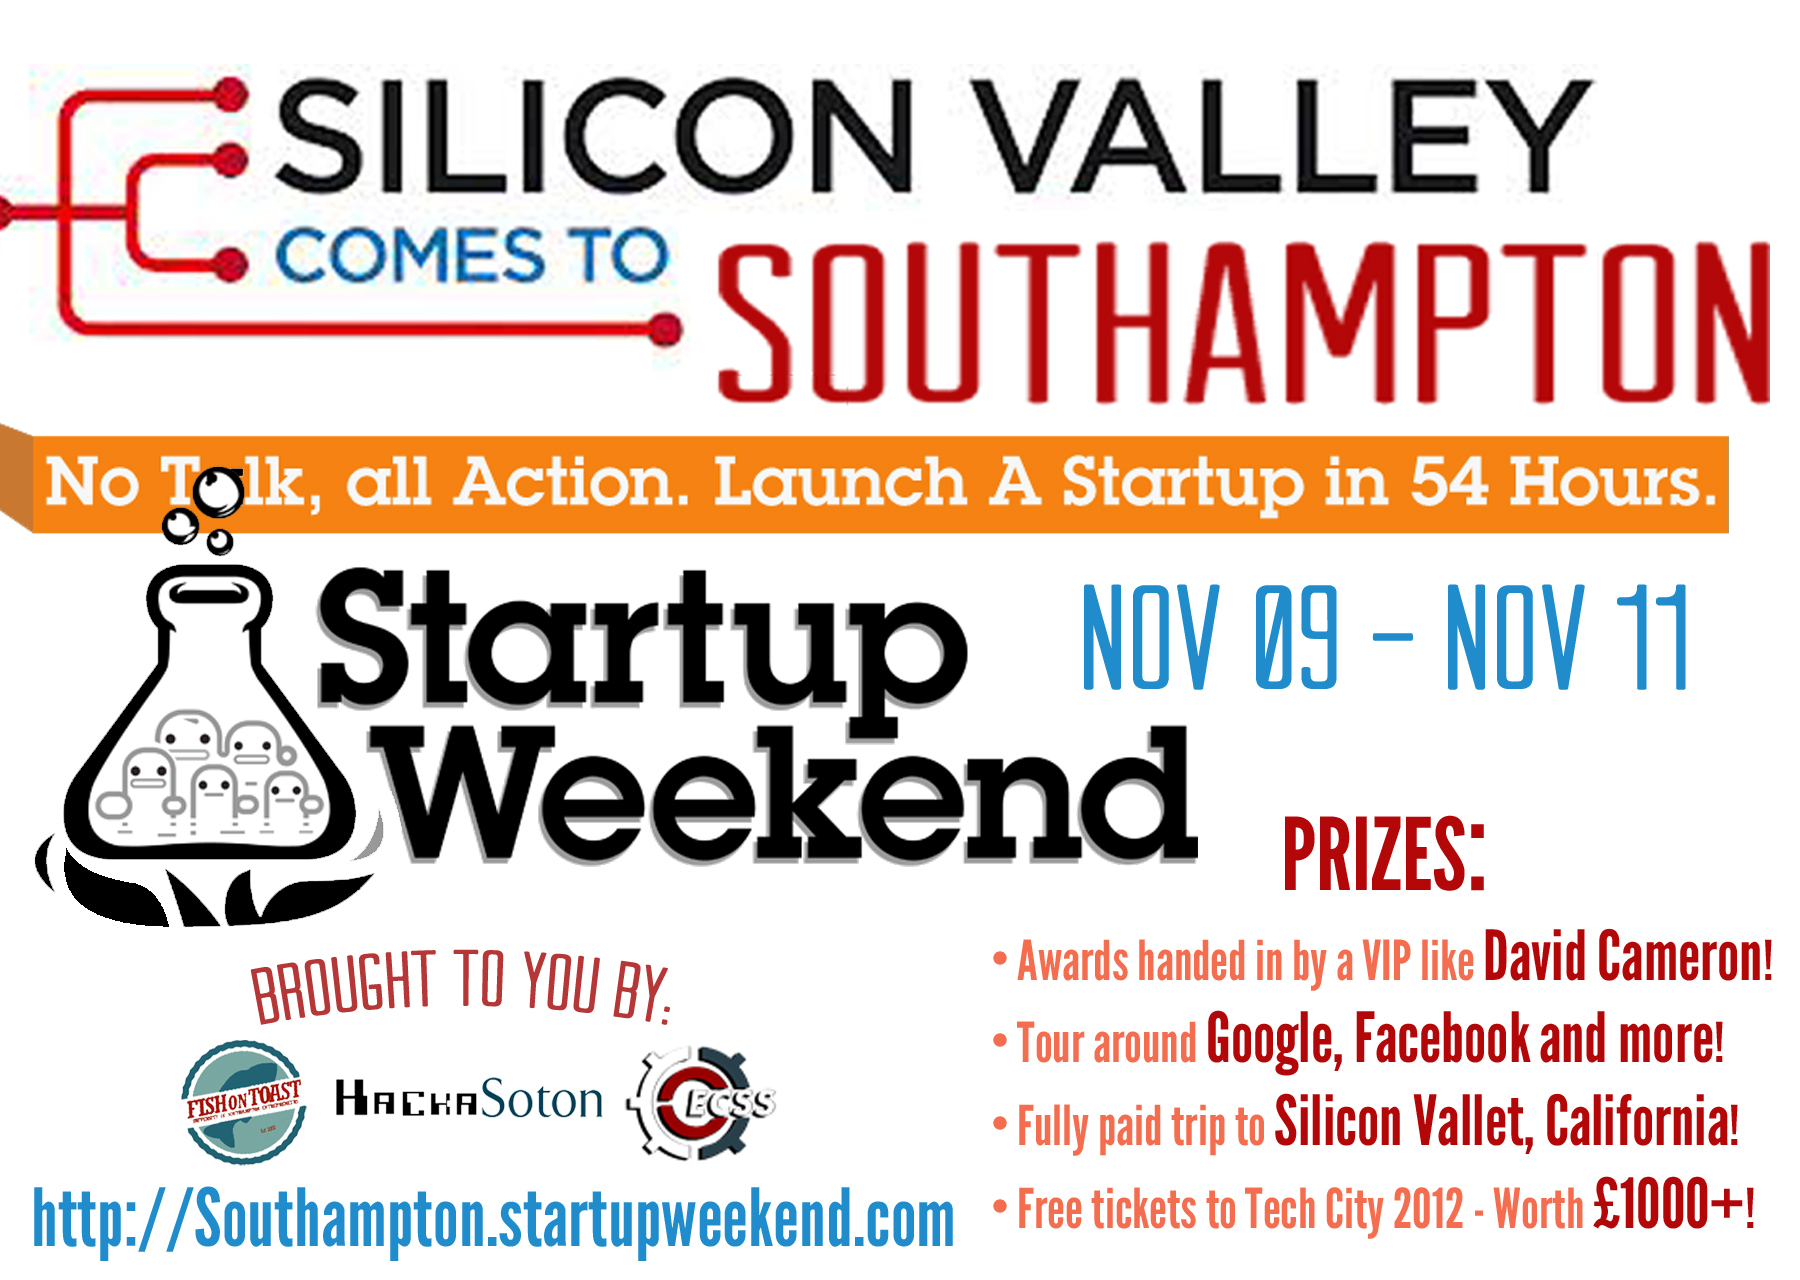 SILICON VALLEY
COMES TO SOUTHAMPTON
No Talk, all Action. Launch A Startup in 54 Hours.
Startup
Weekend
NOV 09 - NOV 11
PRIZES:
• Awards handed in by a VIP like David Cameron!
• Tour around Google, Facebook and more!
• Fully paid trip to Silicon Vallet, California!
• Free tickets to Tech City 2012 - Worth £1000+!
BROUGHT TO YOU BY:
FISH ON TOAST
HackaSoton
ECSS
http://Southampton.startupweekend.com